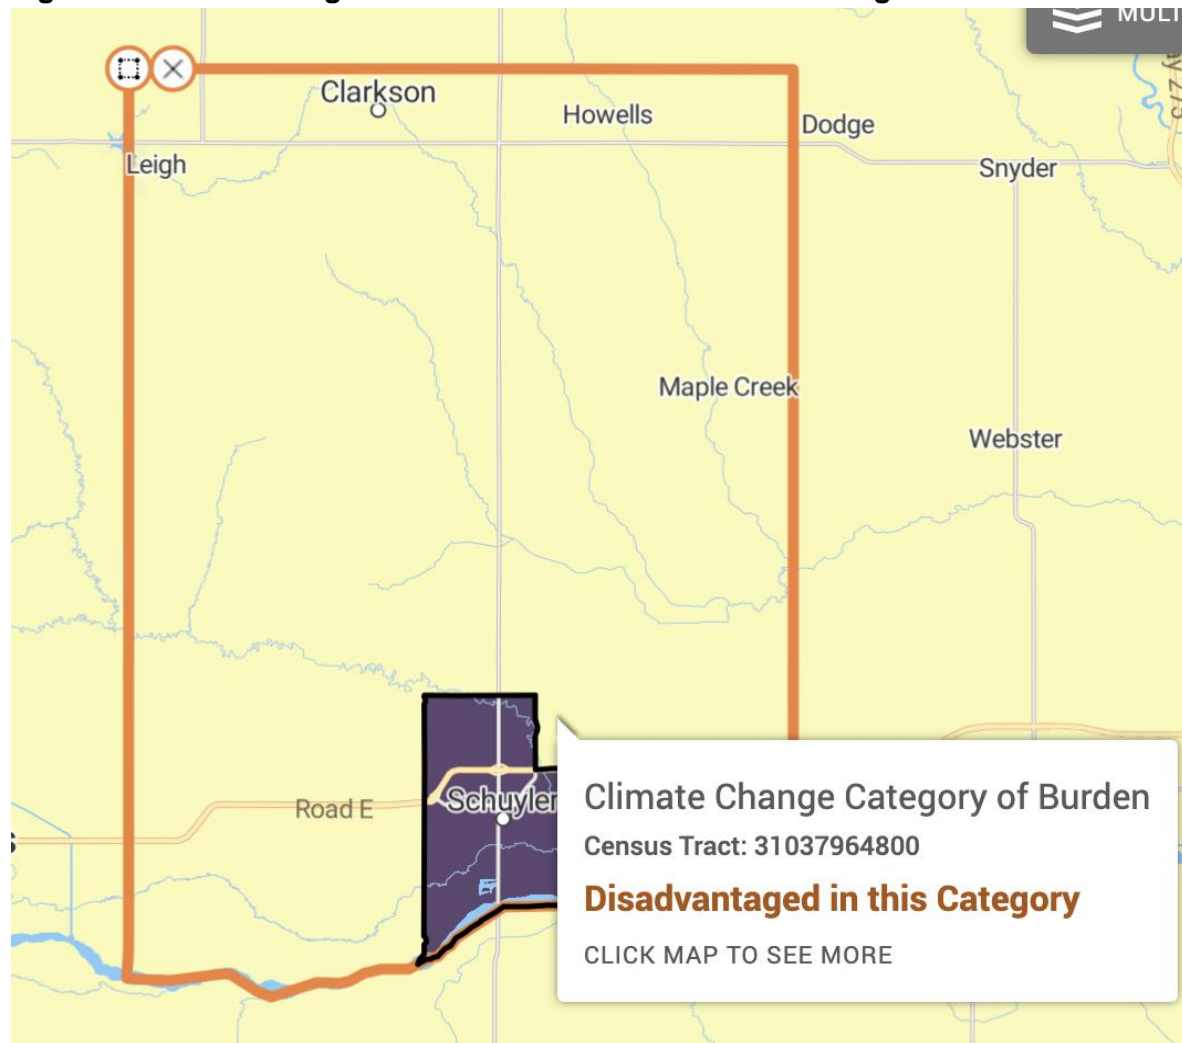 MULT
Clarkson
Howells
Dodge
Leigh
Snyder
Maple Creek
Webster
Schuyler
Road E
Climate Change Category of Burden
Census Tract: 31037964800
Disadvantaged in this Category
CLICK MAP TO SEE MORE